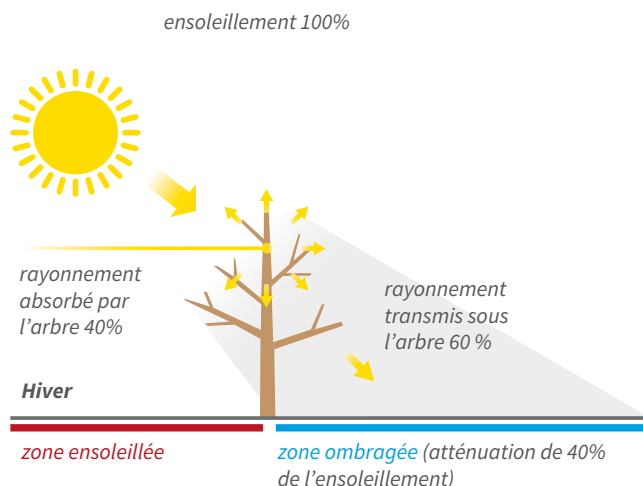 ensoleillement 100%
rayonnement
absorbé par
l’arbre 40%
rayonnement
transmis sous
l’arbre 60 %
Hiver
zone ensoleillée
zone ombragée (atténuation de 40%
de l’ensoleillement)